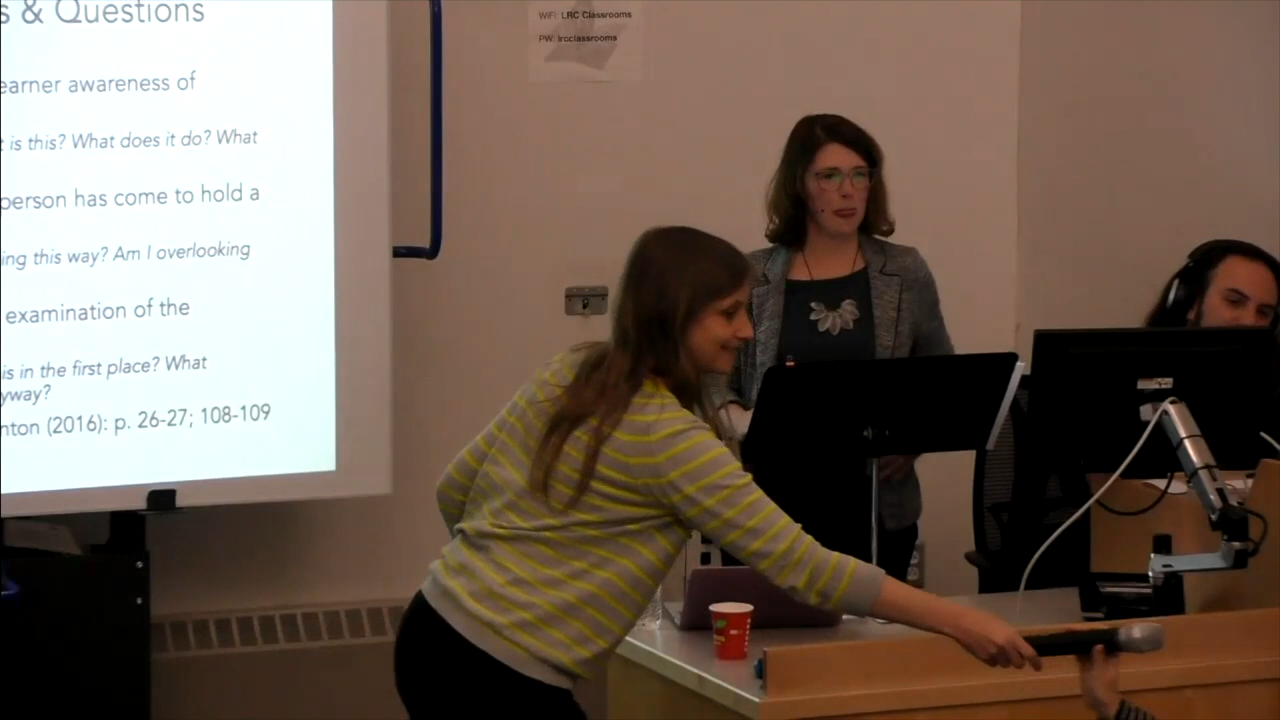 s & Questions
earner awareness of
t is this? What does it do? What
person has come to hold a
ing this way? Am I overlooking
examination of the
is in the first place? What
yway?
nton (2016): p. 26-27; 108-109
WiFi: LRC Classrooms
PW: lrcclassrooms